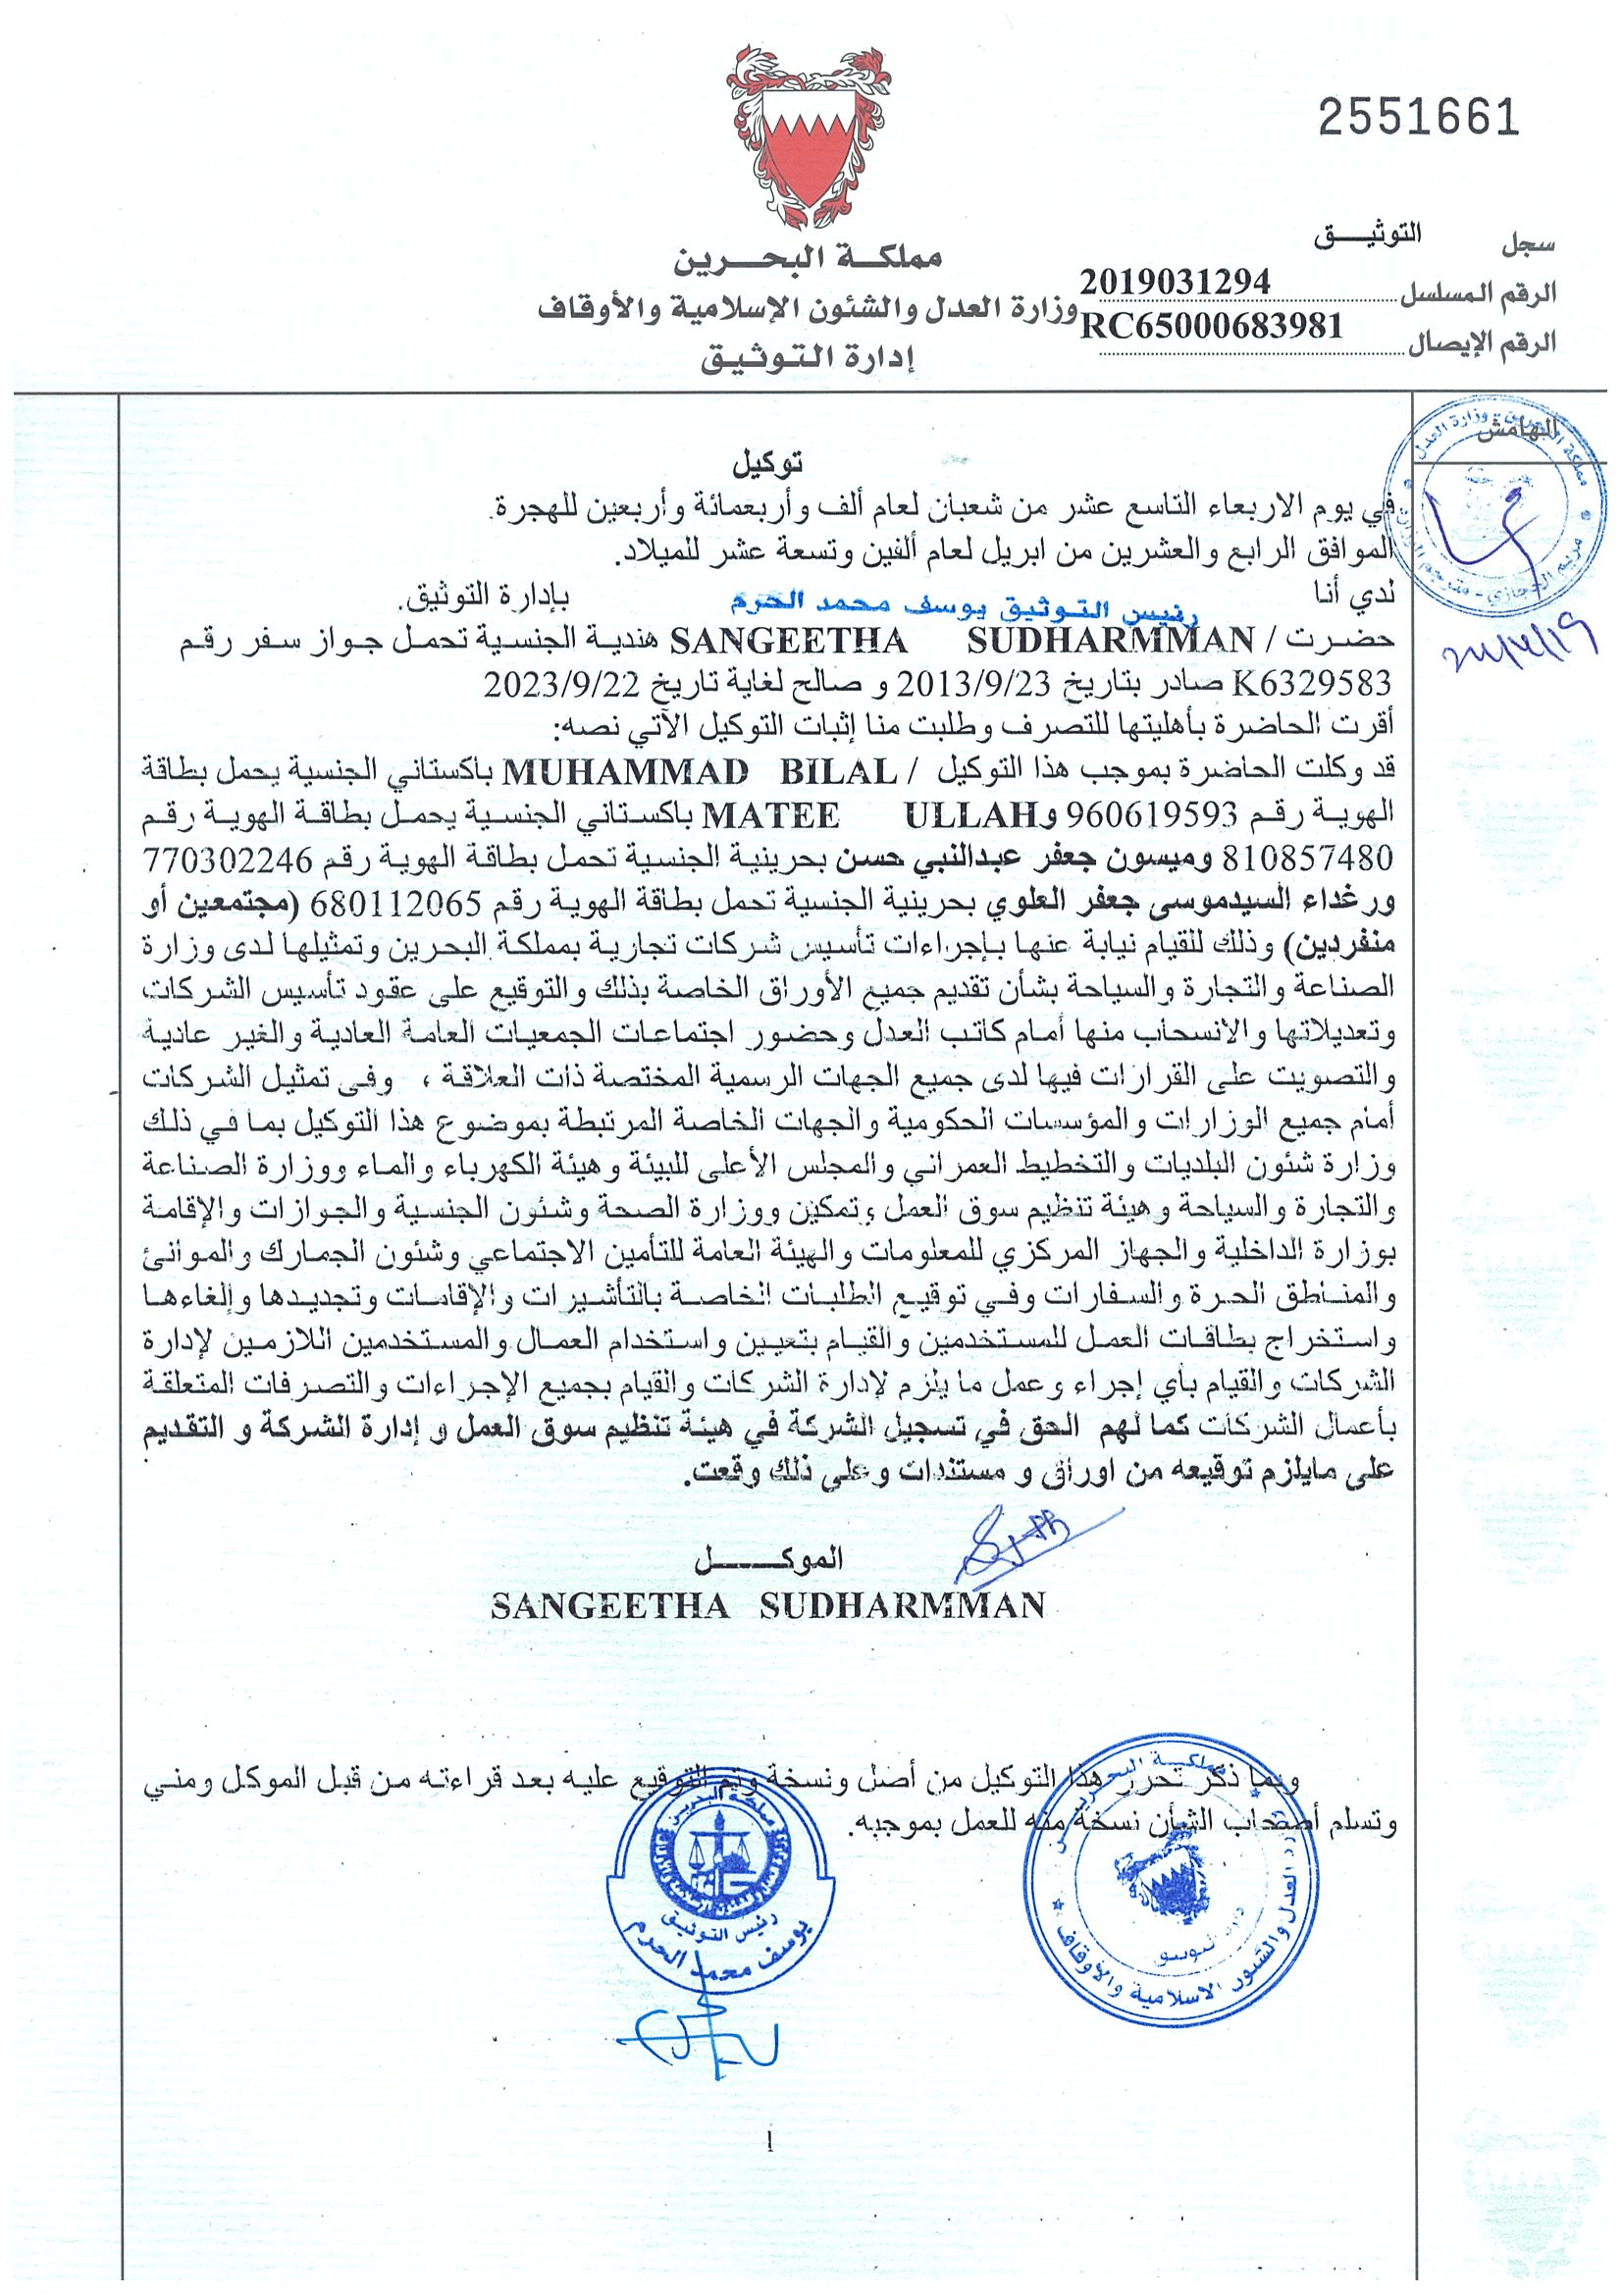 2551661
سجل التوثيـــق
الرقم المسلسل 2019031294
الرقم الإيصال RC65000683981
مملكــة البحـــرين
وزارة العدل والشئون الإسلامية والأوقاف
إدارة التـوثـيـق
الهامش
توكيل
في يوم الاربعاء التاسع عشر من شعبان لعام ألف وأربعمائة وأربعين للهجرة.
الموافق الرابع والعشرين من ابريل لعام ألفين وتسعة عشر للميلاد.
لدي أنا رئيس التوثيق يوسف محمد الحرم بإدارة التوثيق.
حضرت / SANGEETHA SUDHARMMAN هندية الجنسية تحمل جواز سفر رقم
K6329583 صادر بتاريخ 2013/9/23 و صالح لغاية تاريخ 2023/9/22
أقرت الحاضرة بأهليتها للتصرف وطلبت منا إثبات التوكيل الآتي نصه:
قد وكلت الحاضرة بموجب هذا التوكيل / MUHAMMAD BILAL باكستاني الجنسية يحمل بطاقة
الهوية رقم 960619593 وMATEE ULLAH باكستاني الجنسية يحمل بطاقة الهوية رقم
810857480 وميسون جعفر عبدالنبي حسن بحرينية الجنسية تحمل بطاقة الهوية رقم 770302246
ورغداء السيدموسى جعفر العلوي بحرينية الجنسية تحمل بطاقة الهوية رقم 680112065 (مجتمعين أو
منفردين) وذلك للقيام نيابة عنها بإجراءات تأسيس شركات تجارية بمملكة البحرين وتمثيلها لدى وزارة
الصناعة والتجارة والسياحة بشأن تقديم جميع الأوراق الخاصة بذلك والتوقيع على عقود تأسيس الشركات
وتعديلاتها والانسحاب منها أمام كاتب العدل وحضور اجتماعات الجمعيات العامة العادية والغير عادية
والتصويت على القرارات فيها لدى جميع الجهات الرسمية المختصة ذات العلاقة ، وفى تمثيل الشركات
أمام جميع الوزارات والمؤسسات الحكومية والجهات الخاصة المرتبطة بموضوع هذا التوكيل بما في ذلك
وزارة شئون البلديات والتخطيط العمراني والمجلس الأعلى للبيئة وهيئة الكهرباء والماء ووزارة الصناعة
والتجارة والسياحة وهيئة تنظيم سوق العمل وتمكين ووزارة الصحة وشئون الجنسية والجوازات والإقامة
بوزارة الداخلية والجهاز المركزي للمعلومات والهيئة العامة للتأمين الاجتماعي وشئون الجمارك والموانئ
والمناطق الحرة والسفارات وفي توقيع الطلبات الخاصة بالتأشيرات والإقامات وتجديدها وإلغاءها
واستخراج بطاقات العمل للمستخدمين والقيام بتعيين واستخدام العمال والمستخدمين اللازمين لإدارة
الشركات والقيام بأي إجراء وعمل ما يلزم لإدارة الشركات والقيام بجميع الإجراءات والتصرفات المتعلقة
بأعمال الشركات كما لهم الحق في تسجيل الشركة في هيئة تنظيم سوق العمل و إدارة الشركة و التقديم
على مايلزم توقيعه من اوراق و مستندات وعلى ذلك وقعت.
الموكــــــل
SANGEETHA SUDHARMMAN
وبما ذكر تحرر هذا التوكيل من أصل ونسخة وتم التوقيع عليه بعد قراءته من قبل الموكل ومني
وتسلم أصحاب الشأن نسخة منه للعمل بموجبه.
مملكة البحرين
رئيس التوثيق
يوسف محمد الحرم
مملكـة البحريـن
وزارة العدل والشئون الاسلامية والأوقاف
1